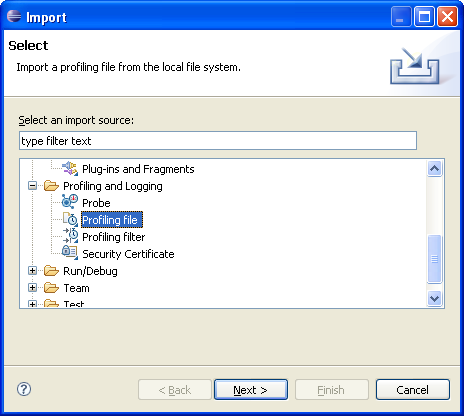 Import
Select
Import a profiling file from the local file system.
Select an import source:
type filter text
Plug-ins and Fragments
Profiling and Logging
Probe
Profiling file
Profiling filter
Security Certificate
Run/Debug
Team
Test
?
< Back
Next >
Finish
Cancel